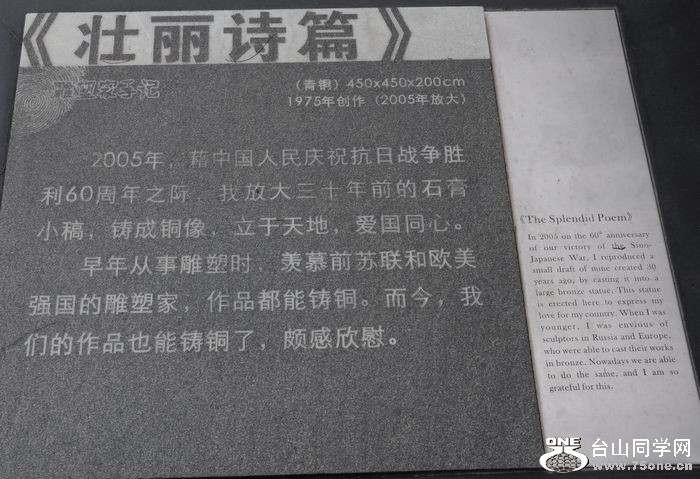 《壮丽诗篇》
雕塑家手记
（青铜）450x450x200cm
1975年创作（2005年放大）
2005年，藉中国人民庆祝抗日战争胜
利60周年之际，我放大三十年前的石膏
小稿，铸成铜像，立于天地，爱国同心。
早年从事雕塑时，羡慕前苏联和欧美
强国的雕塑家，作品都能铸铜。而今，我
们的作品也能铸铜了，颇感欣慰。
《The Splendid Poem》
In 2005 on the 60th anniversary
of our victory of the Sino-
Japanese War, I reproduced a
small draft of mine created 30
years ago, by casting it into a
large bronze statue. This statue
is erected here to express my
love for my country. When I was
younger, I was envious of
sculptors in Russia and Europe,
who were able to cast their works
in bronze. Nowadays we are able
to do the same, and I am so
grateful for this.
ONE 台山同学网
www.75one.cn